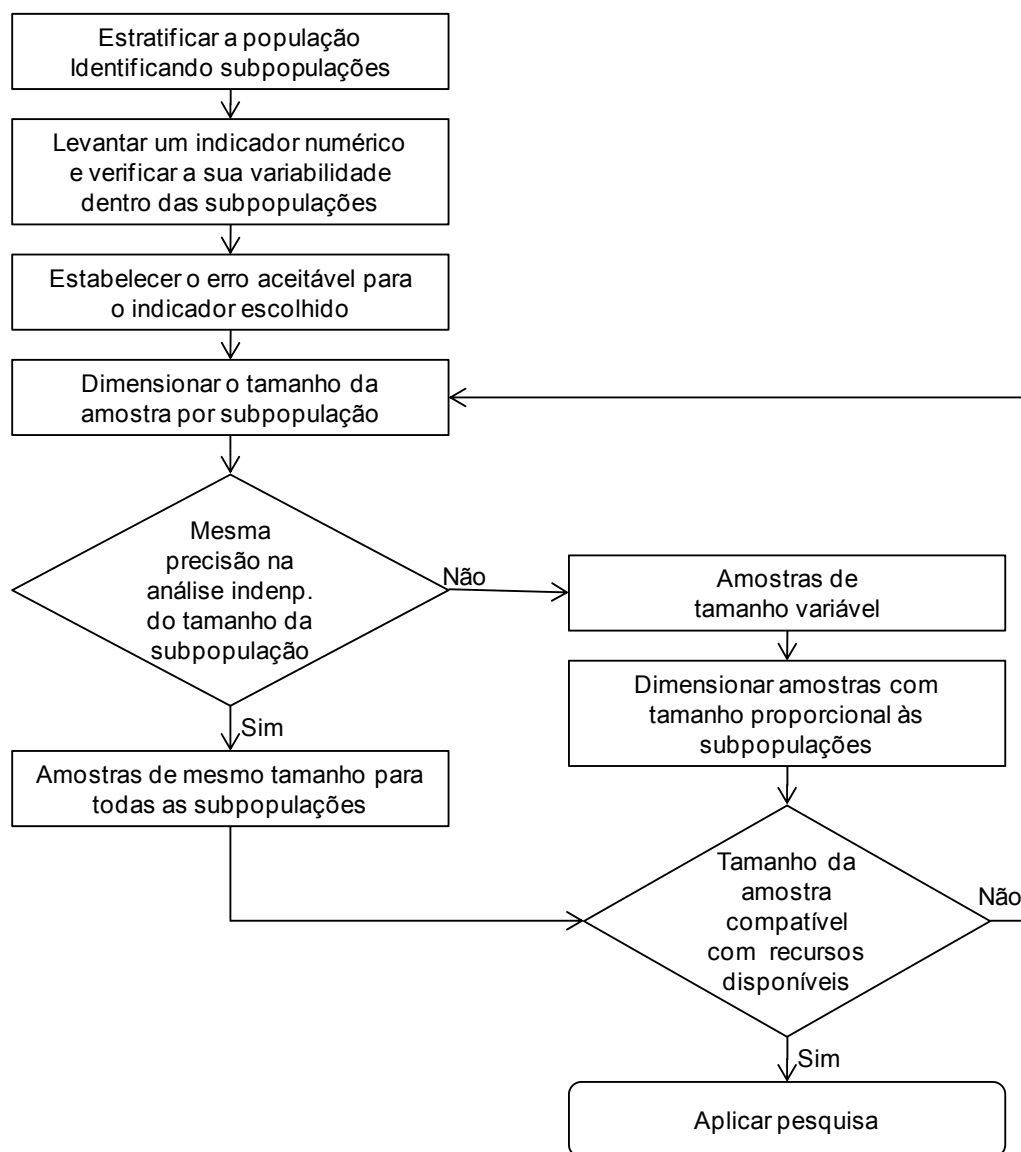 Estratificar a população
Identificando subpopulações
Levantar um indicador numérico
e verificar a sua variabilidade
dentro das subpopulações
Estabelecer o erro aceitável para
o indicador escolhido
Dimensionar o tamanho da
amostra por subpopulação
Mesma
precisão na
análise indenp.
do tamanho da
subpopulação
Não
Amostras de
tamanho variável
Dimensionar amostras com
tamanho proporcional às
subpopulações
Sim
Amostras de mesmo tamanho para
todas as subpopulações
Tamanho da
amostra
compatível
com recursos
disponíveis
Não
Sim
Aplicar pesquisa